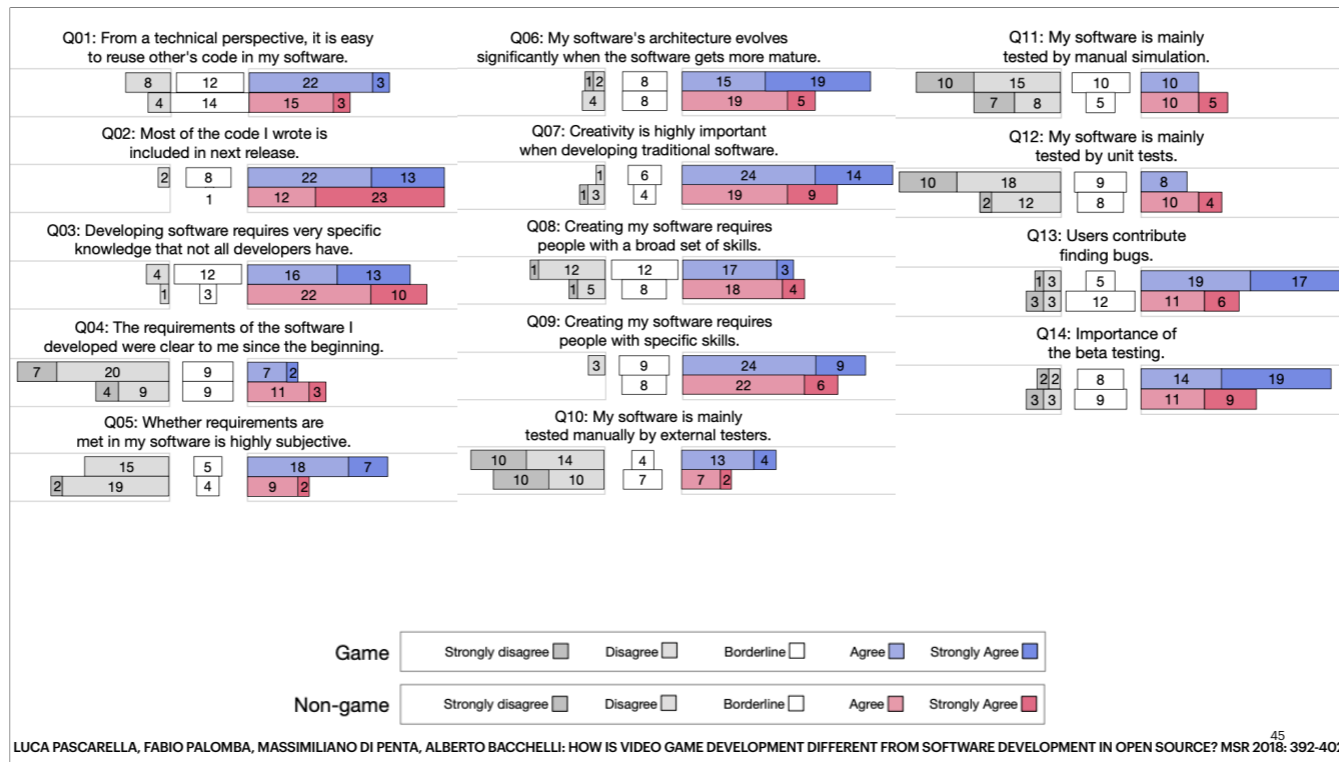 Q01: From a technical perspective, it is easy
to reuse other's code in my software.
8 12 22 3
4 14 15 3
Q02: Most of the code I wrote is
included in next release.
2 8 22 13
1 12 23
Q03: Developing software requires very specific
knowledge that not all developers have.
4 12 16 13
1 3 22 10
Q04: The requirements of the software I
developed were clear to me since the beginning.
7 20 9 7 2
4 9 9 11 3
Q05: Whether requirements are
met in my software is highly subjective.
15 5 18 7
2 19 4 9 2
Q06: My software's architecture evolves
significantly when the software gets more mature.
1 2 8 15 19
4 8 19 5
Q07: Creativity is highly important
when developing traditional software.
1 6 24 14
1 3 4 19 9
Q08: Creating my software requires
people with a broad set of skills.
1 12 12 17 3
1 5 8 18 4
Q09: Creating my software requires
people with specific skills.
3 9 24 9
8 22 6
Q10: My software is mainly
tested manually by external testers.
10 14 4 13 4
10 10 7 7 2
Q11: My software is mainly
tested by manual simulation.
10 15 10 10
7 8 5 10 5
Q12: My software is mainly
tested by unit tests.
10 18 9 8
2 12 8 10 4
Q13: Users contribute
finding bugs.
1 3 5 19 17
3 3 12 11 6
Q14: Importance of
the beta testing.
2 2 8 14 19
3 3 9 11 9
Game Strongly disagree Disagree Borderline Agree Strongly Agree
Non-game Strongly disagree Disagree Borderline Agree Strongly Agree
45
LUCA PASCARELLA, FABIO PALOMBA, MASSIMILIANO DI PENTA, ALBERTO BACCHELLI: HOW IS VIDEO GAME DEVELOPMENT DIFFERENT FROM SOFTWARE DEVELOPMENT IN OPEN SOURCE? MSR 2018: 392-402